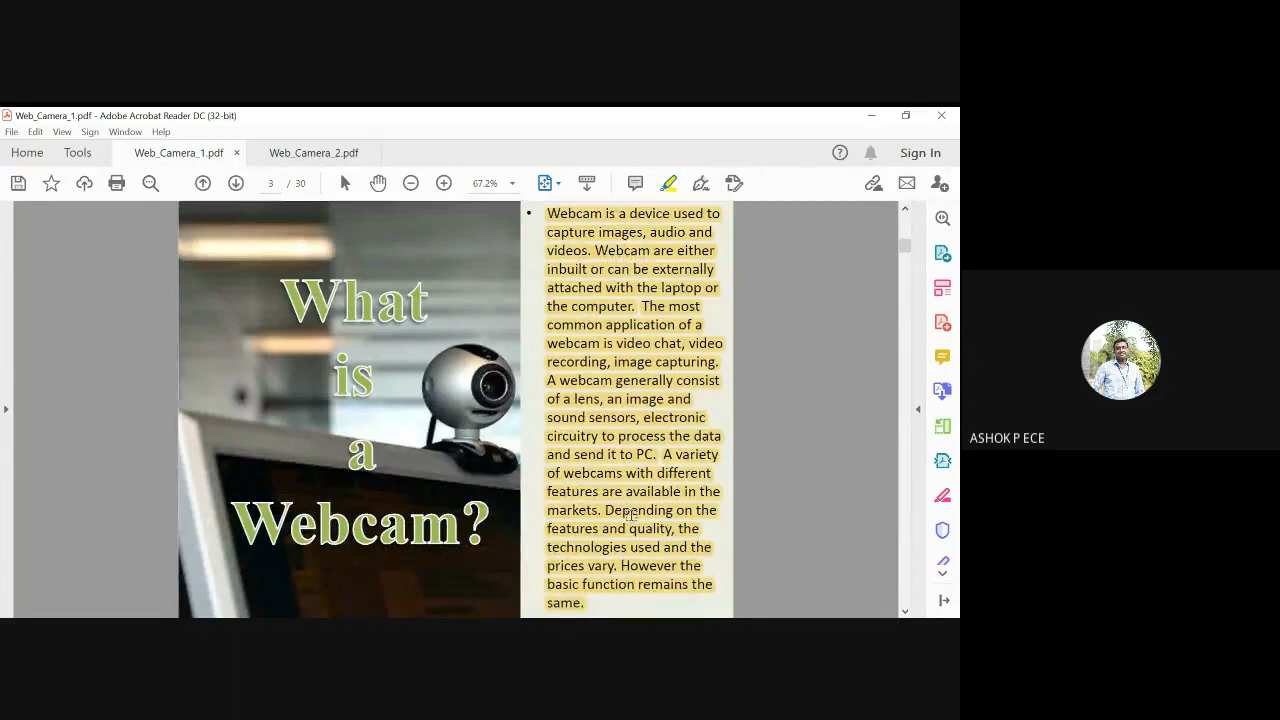 Web_Camera_1.pdf - Adobe Acrobat Reader DC (32-bit)
File Edit View Sign Window Help
Home Tools Web_Camera_1.pdf × Web_Camera_2.pdf Sign In
3 / 30 67.2%
What
is
a
Webcam?
• Webcam is a device used to
capture images, audio and
videos. Webcam are either
inbuilt or can be externally
attached with the laptop or
the computer. The most
common application of a
webcam is video chat, video
recording, image capturing.
A webcam generally consist
of a lens, an image and
sound sensors, electronic
circuitry to process the data
and send it to PC. A variety
of webcams with different
features are available in the
markets. Depending on the
features and quality, the
technologies used and the
prices vary. However the
basic function remains the
same.
ASHOK P ECE